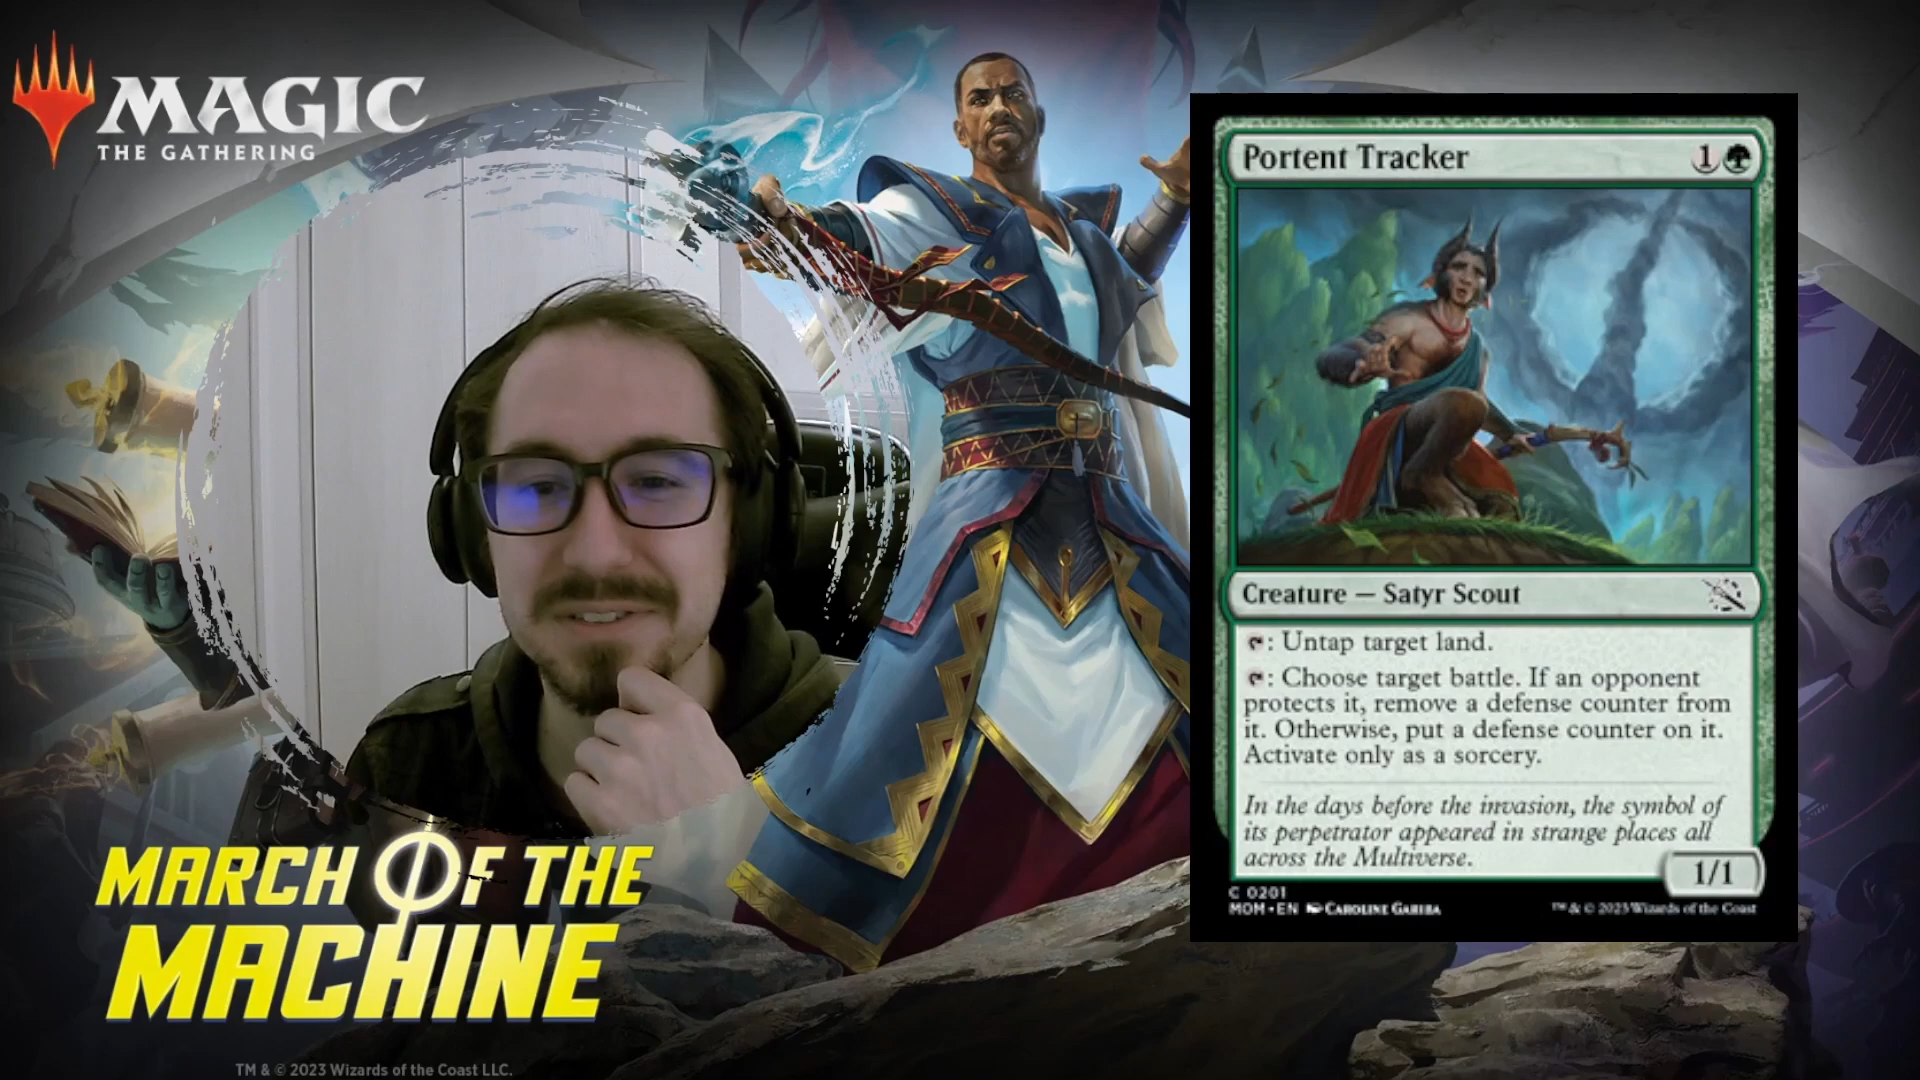 MAGIC
THE GATHERING
Portent Tracker 1
Creature — Satyr Scout
: Untap target land.
: Choose target battle. If an opponent
protects it, remove a defense counter from
it. Otherwise, put a defense counter on it.
Activate only as a sorcery.
In the days before the invasion, the symbol of
its perpetrator appeared in strange places all
across the Multiverse.
1/1
C 0201
MOM • EN CAROLINE GARIBA
™ & © 2023 Wizards of the Coast
MARCH OF THE
MACHINE
TM & © 2023 Wizards of the Coast LLC.